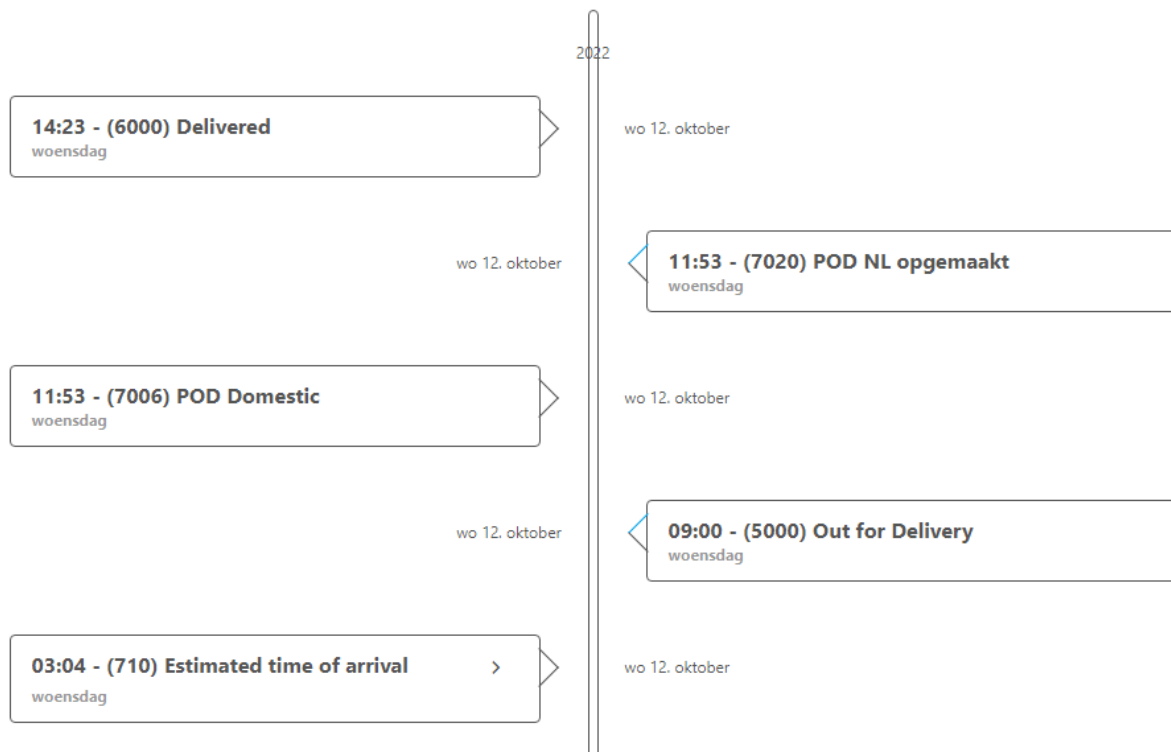 2022
14:23 - (6000) Delivered
woensdag
wo 12. oktober
wo 12. oktober
11:53 - (7020) POD NL opgemaakt
woensdag
11:53 - (7006) POD Domestic
woensdag
wo 12. oktober
wo 12. oktober
09:00 - (5000) Out for Delivery
woensdag
03:04 - (710) Estimated time of arrival
woensdag
wo 12. oktober